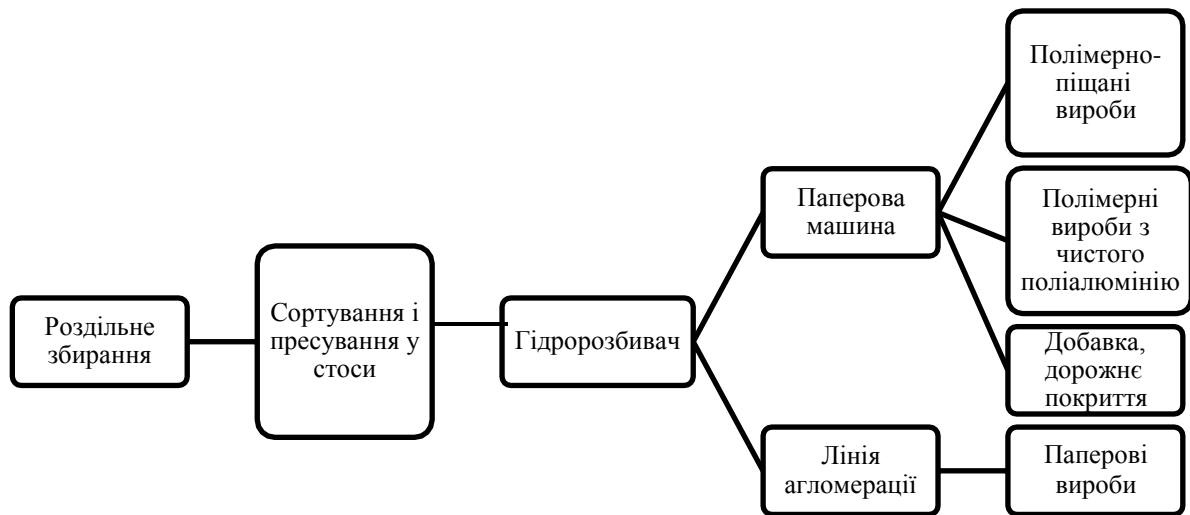 Роздільне
збирання
Сортування і
пресування у
стоси
Гідророзбивач
Паперова
машина
Лінія
агломерації
Полімерно-
піщані
вироби
Полімерні
вироби з
чистого
поліалюмінію
Добавка,
дорожнє
покриття
Паперові
вироби